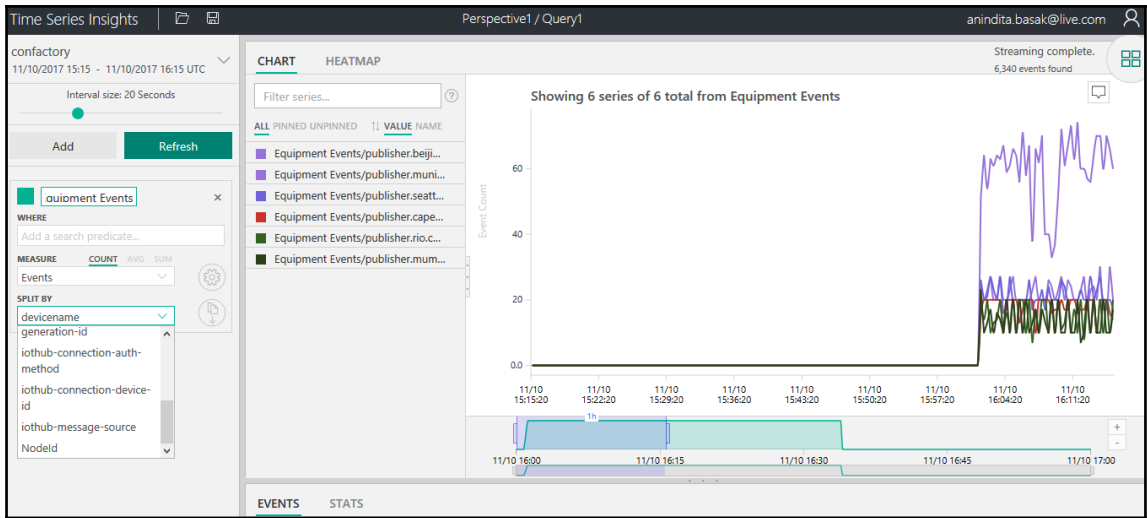 Time Series Insights
Perspective1 / Query1
anindita.basak@live.com
confactory
11/10/2017 15:15 - 11/10/2017 16:15 UTC
Interval size: 20 Seconds
Add
Refresh
Equipment Events
×
WHERE
Add a search predicate...
MEASURE COUNT AVG SUM
Events
SPLIT BY
devicename
generation-id
iothub-connection-auth-
method
iothub-connection-device-
id
iothub-message-source
NodeId
CHART HEATMAP
Streaming complete.
6,340 events found
Filter series...
?
ALL PINNED UNPINNED VALUE NAME
Equipment Events/publisher.beiji...
Equipment Events/publisher.muni...
Equipment Events/publisher.seatt...
Equipment Events/publisher.cape...
Equipment Events/publisher.rio.c...
Equipment Events/publisher.mum...
Showing 6 series of 6 total from Equipment Events
Event Count
60
40
20
0.0
11/10 11/10 11/10 11/10 11/10 11/10 11/10 11/10 11/10
15:15:20 15:22:20 15:29:20 15:36:20 15:43:20 15:50:20 15:57:20 16:04:20 16:11:20
1h
+
-
11/10 16:00 11/10 16:15 11/10 16:30 11/10 16:45 11/10 17:00
EVENTS STATS